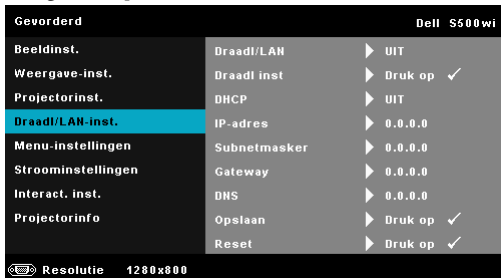 Gevorderd Dell S500wi
Beeldinst.
Weergave-inst.
Projectorinst.
Draadl/LAN-inst.
Menu-instellingen
Stroominstellingen
Interact. inst.
Projectorinfo
Draadl/LAN UIT
Draadl inst Druk op ✓
DHCP UIT
IP-adres 0.0.0.0
Subnetmasker 0.0.0.0
Gateway 0.0.0.0
DNS 0.0.0.0
Opslaan Druk op ✓
Reset Druk op ✓
Resolutie 1280x800